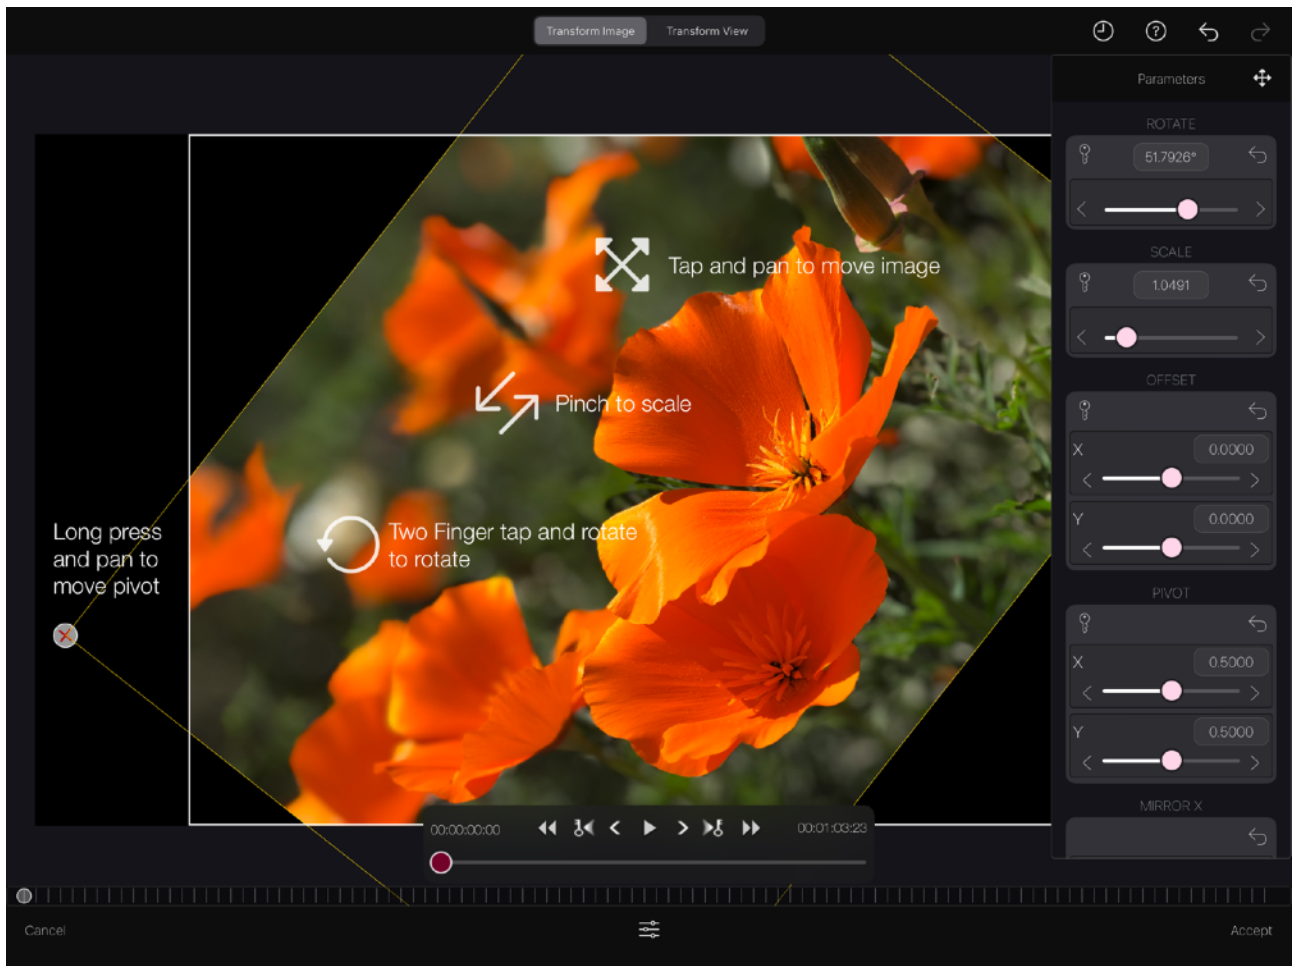 Transform Image
Transform View
Parameters
ROTATE
51.7926°
SCALE
1.0491
OFFSET
X
0.0000
Y
0.0000
PIVOT
X
0.5000
Y
0.5000
MIRROR X
Tap and pan to move image
Pinch to scale
Two Finger tap and rotate
to rotate
Long press
and pan to
move pivot
00:00:00:00
00:01:03:23
Cancel
Accept